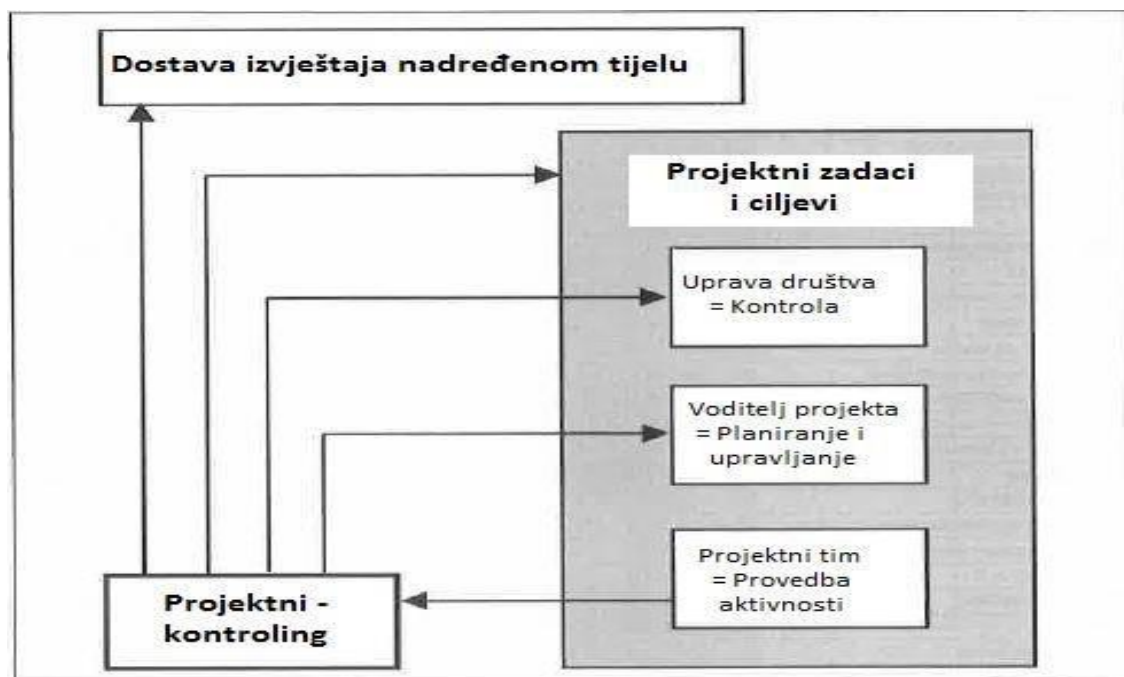 Dostava izvještaja nadređenom tijelu
Projektni zadaci
i ciljevi
Uprava društva
= Kontrola
Voditelj projekta
= Planiranje i
upravljanje
Projektni tim
= Provedba
aktivnosti
Projektni -
kontroling